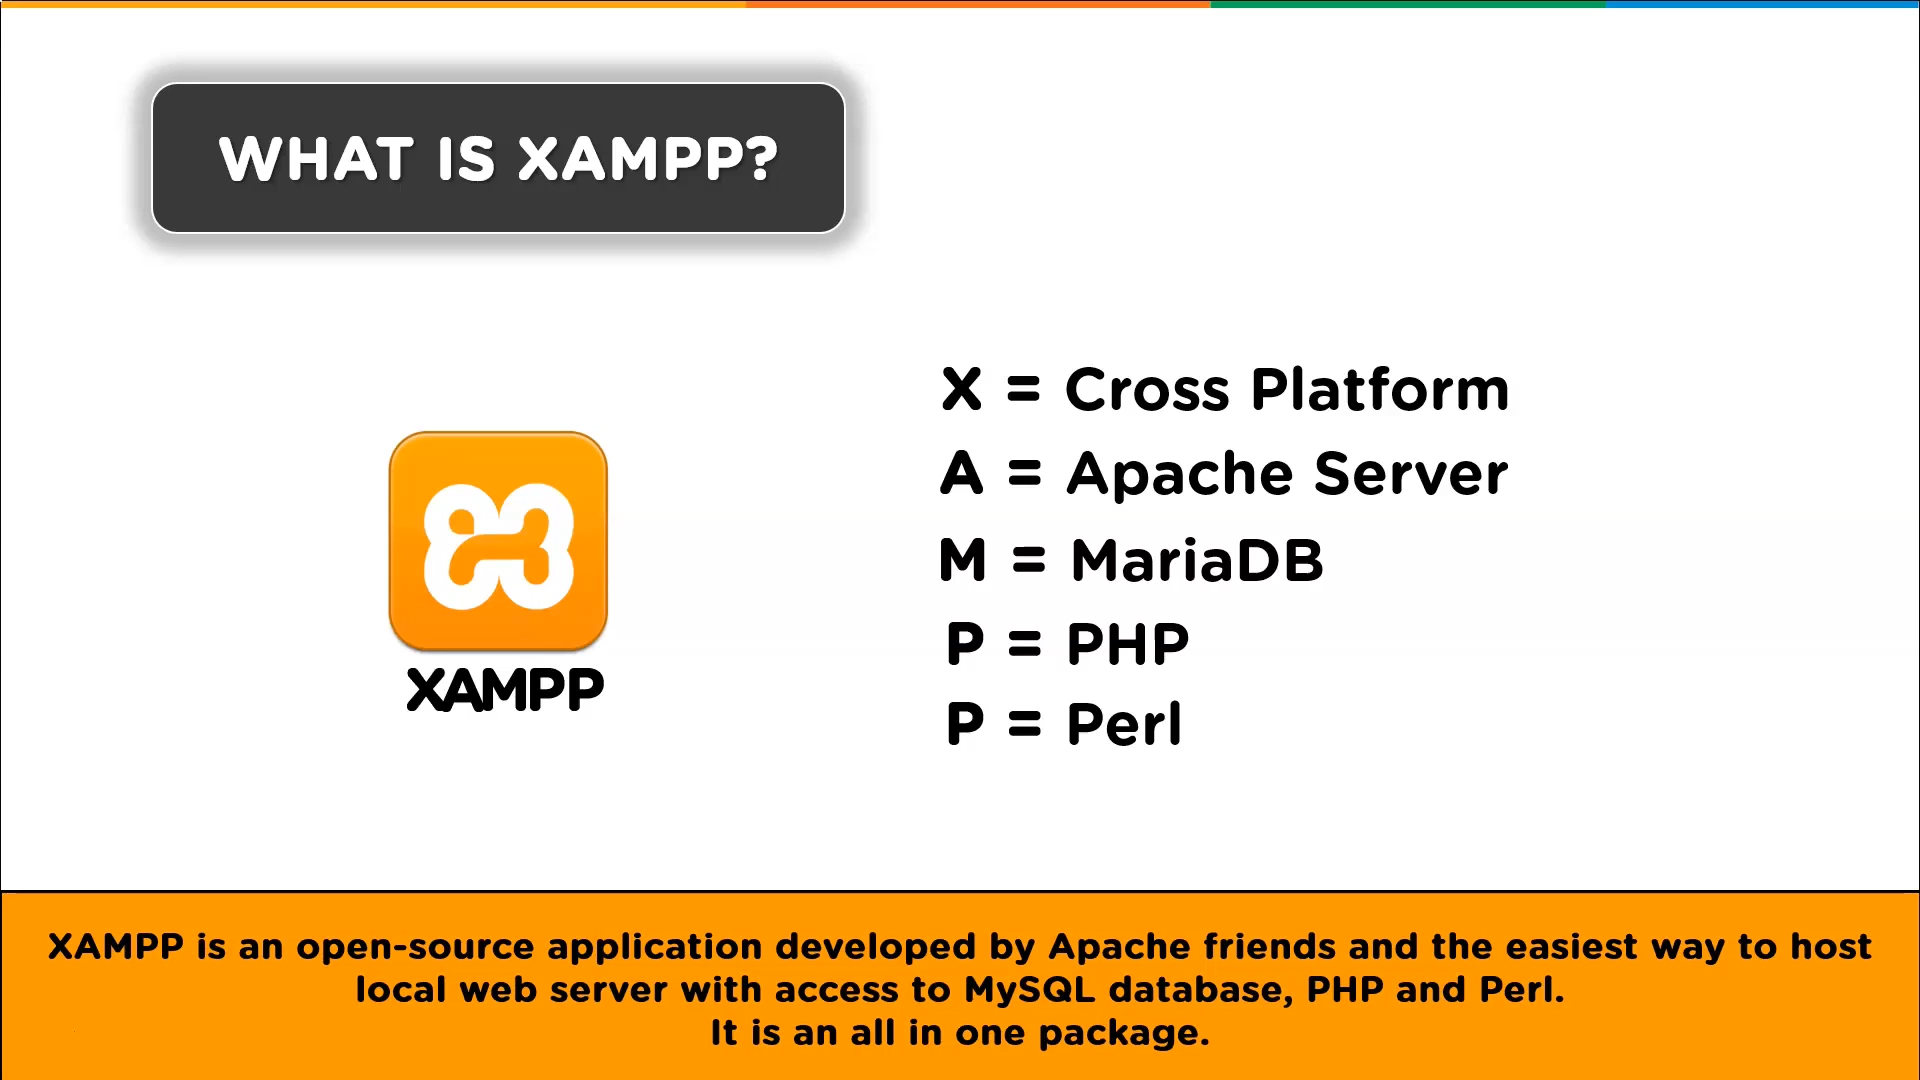 WHAT IS XAMPP?
X = Cross Platform
A = Apache Server
M = MariaDB
P = PHP
P = Perl
XAMPP
XAMPP is an open-source application developed by Apache friends and the easiest way to host
local web server with access to MySQL database, PHP and Perl.
It is an all in one package.